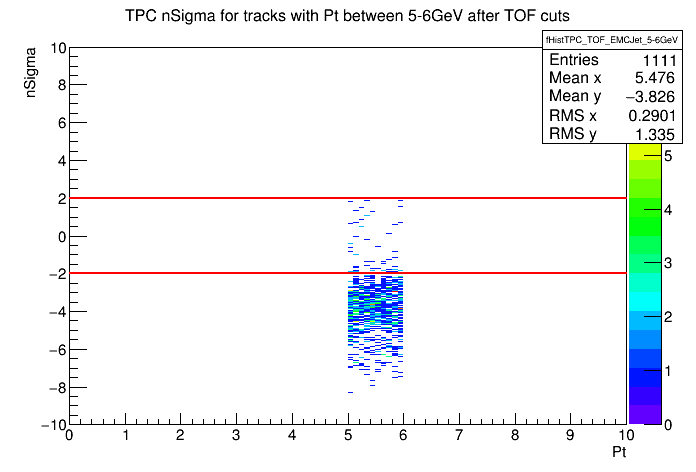 TPC nSigma for tracks with Pt between 5-6GeV after TOF cuts
fHistTPC_TOF_EMCJet_5-6GeV
Entries 1111
Mean x 5.476
Mean y −3.826
RMS x 0.2901
RMS y 1.335
nSigma
10
8
6
4
2
0
−2
−4
−6
−8
−10
0 1 2 3 4 5 6 7 8 9 10
Pt
5
4
3
2
1
0